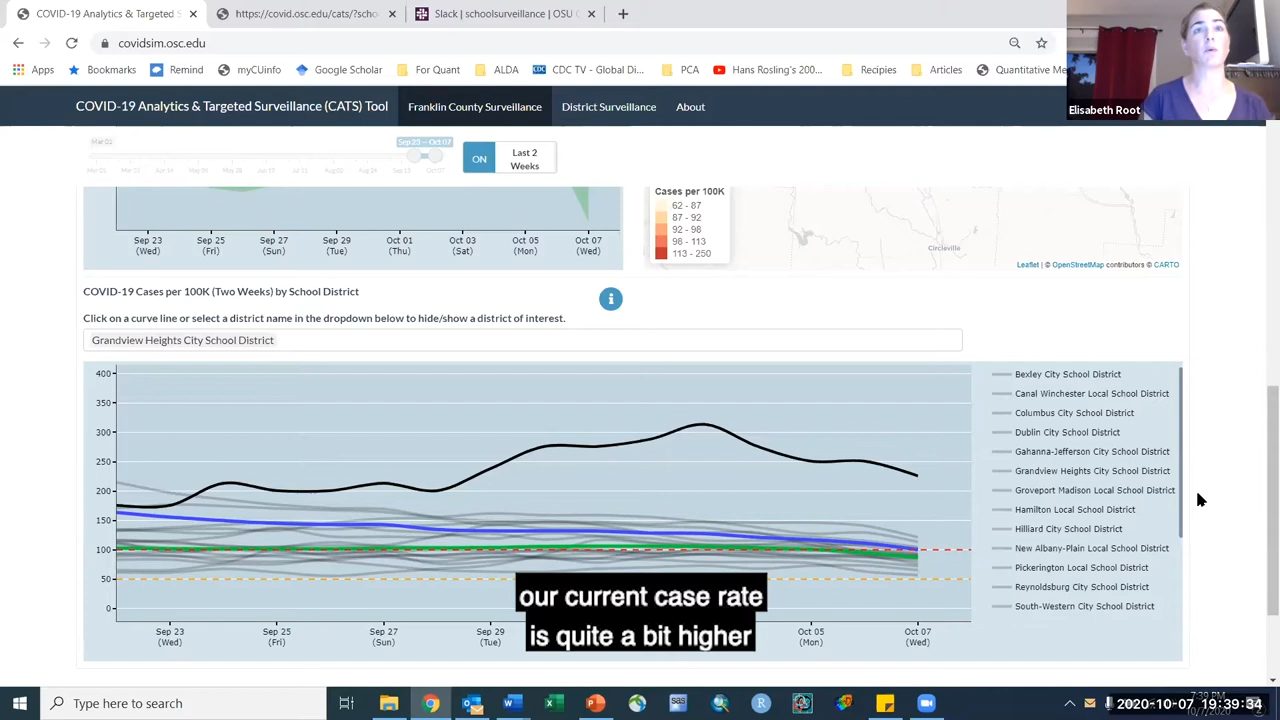 COVID-19 Analytics & Targeted S
https://covid.osc.edu/cats/?scho
Slack | schoolsurveillance | OSU C
covidsim.osc.edu
Apps
Bookmarks
Remind
myCUinfo
Google Scholar
For Quant
ALDA
CDC TV - Global Di...
PCA
Hans Rosling's 200...
Recipies
Articles
Quantitative Me
Elisabeth Root
COVID-19 Analytics & Targeted Surveillance (CATS) Tool
Franklin County Surveillance
District Surveillance
About
Sep 23 - Oct 07
ON
Last 2
Weeks
Sep 23 (Wed)
Sep 25 (Fri)
Sep 27 (Sun)
Sep 29 (Tue)
Oct 01 (Thu)
Oct 03 (Sat)
Oct 05 (Mon)
Oct 07 (Wed)
Cases per 100K
62 - 87
87 - 92
92 - 98
98 - 113
113 - 250
Circleville
Leaflet | © OpenStreetMap contributors © CARTO
COVID-19 Cases per 100K (Two Weeks) by School District
i
Click on a curve line or select a district name in the dropdown below to hide/show a district of interest.
Grandview Heights City School District
400
350
300
250
200
150
100
50
0
Sep 23 (Wed)
Sep 25 (Fri)
Sep 27 (Sun)
Sep 29 (Tue)
Oct 05 (Mon)
Oct 07 (Wed)
Bexley City School District
Canal Winchester Local School District
Columbus City School District
Dublin City School District
Gahanna-Jefferson City School District
Grandview Heights City School District
Groveport Madison Local School District
Hamilton Local School District
Hilliard City School District
New Albany-Plain Local School District
Pickerington Local School District
Reynoldsburg City School District
South-Western City School District
our current case rate
is quite a bit higher
Type here to search
7:39 PM
2020-10-07 19:39:34
10/7/2020